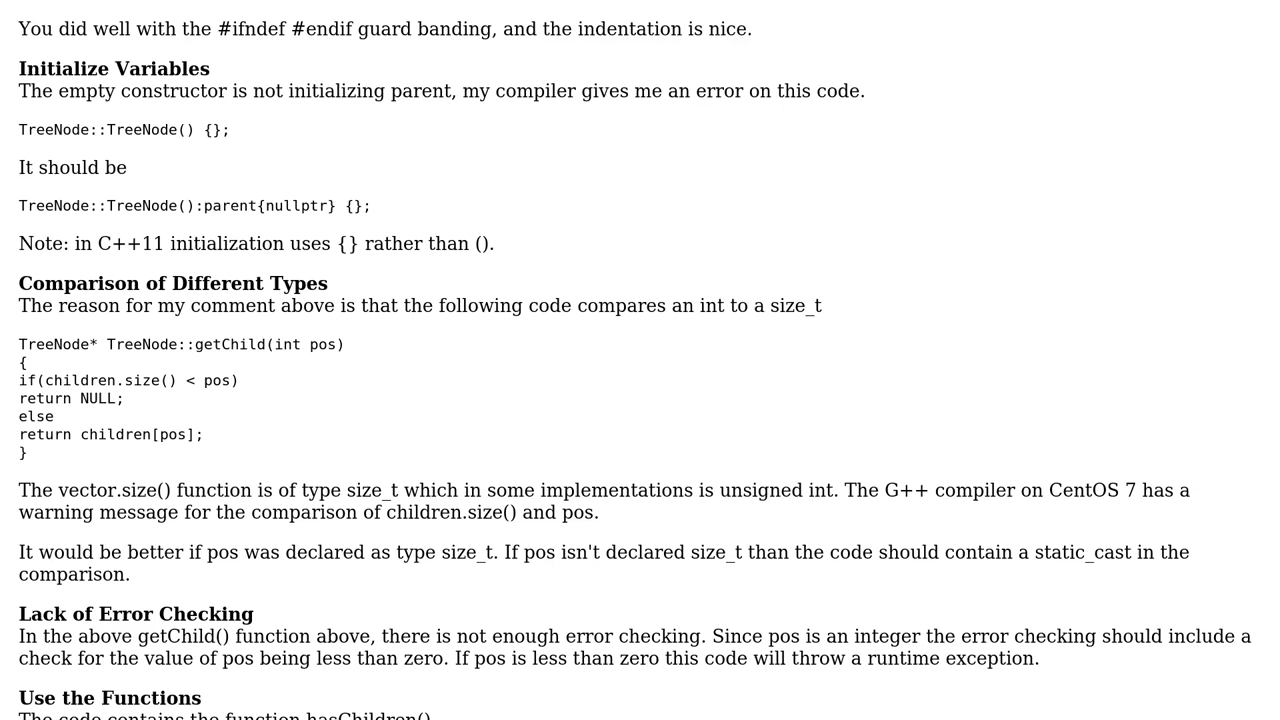 You did well with the #ifndef #endif guard banding, and the indentation is nice.
Initialize Variables
The empty constructor is not initializing parent, my compiler gives me an error on this code.
TreeNode::TreeNode() {};
It should be
TreeNode::TreeNode():parent{nullptr} {};
Note: in C++11 initialization uses {} rather than ().
Comparison of Different Types
The reason for my comment above is that the following code compares an int to a size_t
TreeNode* TreeNode::getChild(int pos)
{
if(children.size() < pos)
return NULL;
else
return children[pos];
}
The vector.size() function is of type size_t which in some implementations is unsigned int. The G++ compiler on CentOS 7 has a
warning message for the comparison of children.size() and pos.
It would be better if pos was declared as type size_t. If pos isn't declared size_t than the code should contain a static_cast in the
comparison.
Lack of Error Checking
In the above getChild() function above, there is not enough error checking. Since pos is an integer the error checking should include a
check for the value of pos being less than zero. If pos is less than zero this code will throw a runtime exception.
Use the Functions
The code contains the function hasChildren()